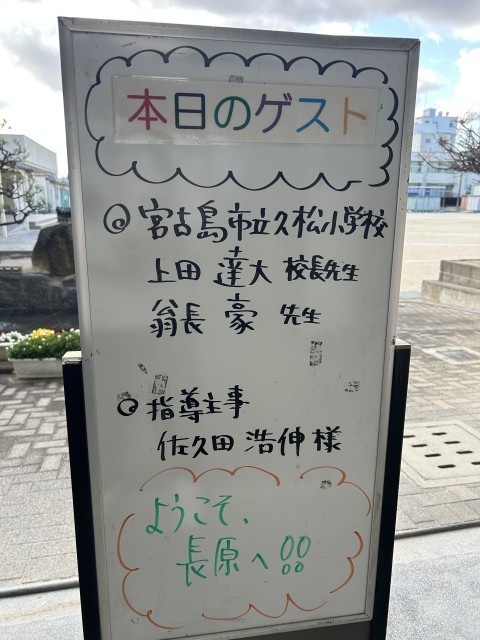 本日のゲスト
◎宮古島市立久松小学校
上田 達大 校長先生
翁長 豪 先生
◎指導主事
佐久田 浩伸 様
ようこそ、
長原へ!!